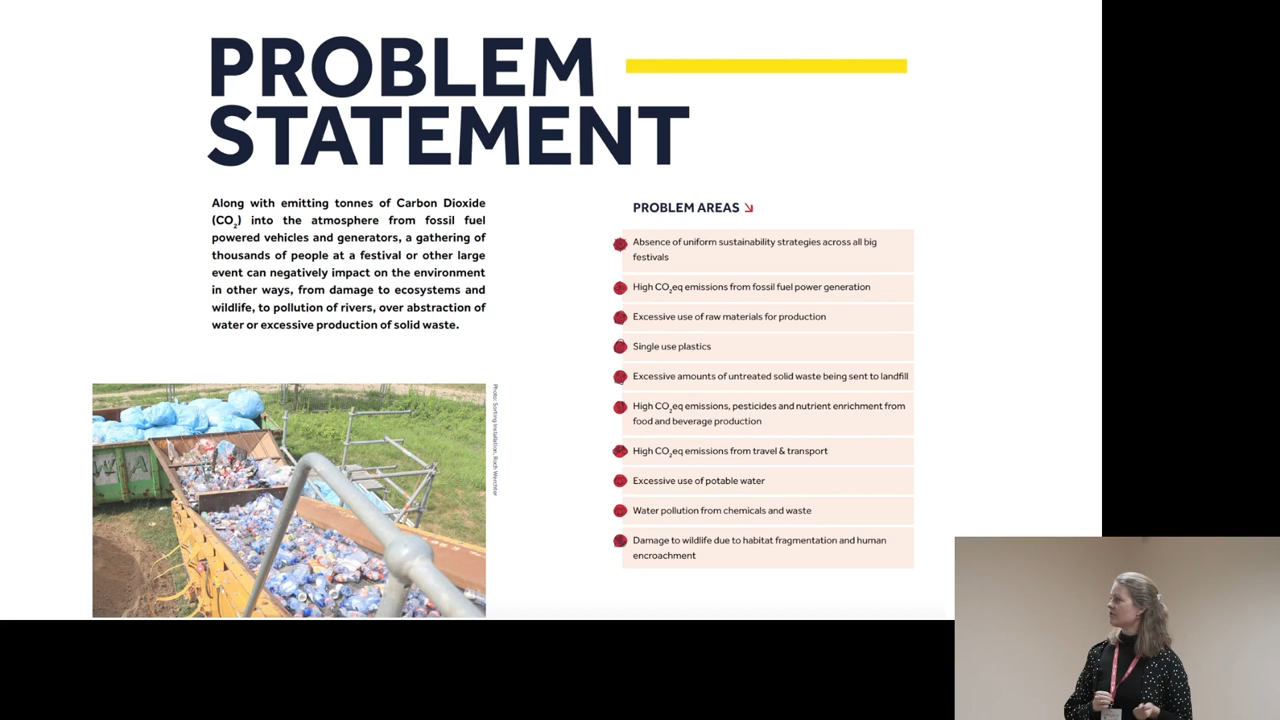 PROBLEM
STATEMENT
Along with emitting tonnes of Carbon Dioxide
(CO₂) into the atmosphere from fossil fuel
powered vehicles and generators, a gathering of
thousands of people at a festival or other large
event can negatively impact on the environment
in other ways, from damage to ecosystems and
wildlife, to pollution of rivers, over abstraction of
water or excessive production of solid waste.
Photo: Sorting Installation, Rock Werchter
WA
PROBLEM AREAS ↘
Absence of uniform sustainability strategies across all big
festivals
High CO₂eq emissions from fossil fuel power generation
Excessive use of raw materials for production
Single use plastics
Excessive amounts of untreated solid waste being sent to landfill
High CO₂eq emissions, pesticides and nutrient enrichment from
food and beverage production
High CO₂eq emissions from travel & transport
Excessive use of potable water
Water pollution from chemicals and waste
Damage to wildlife due to habitat fragmentation and human
encroachment